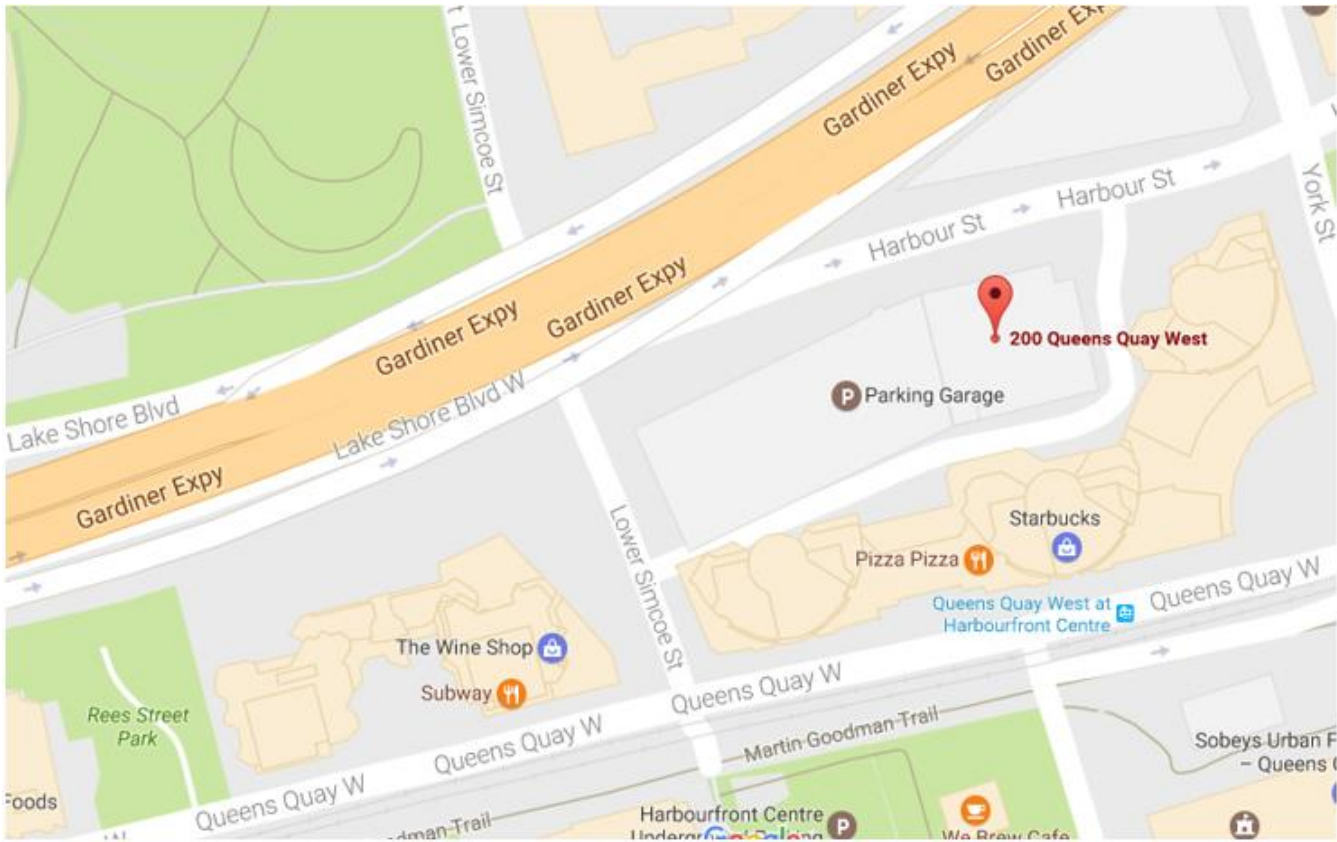 Lower Simcoe St
Gardiner Expy
Gardiner Expy
Harbour St
Harbour St
York St
Gardiner Expy
Gardiner Expy
200 Queens Quay West
Parking Garage
Lake Shore Blvd
Lake Shore Blvd W
Gardiner Expy
Lower Simcoe St
Starbucks
Pizza Pizza
Queens Quay West at
Harbourfront Centre
Queens Quay W
The Wine Shop
Subway
Queens Quay W
Rees Street
Park
Queens Quay W
Martin Goodman Trail
Sobeys Urban F
– Queens
Queens Quay W
Foods
dman Trail
Harbourfront Centre
We Brew Cafe